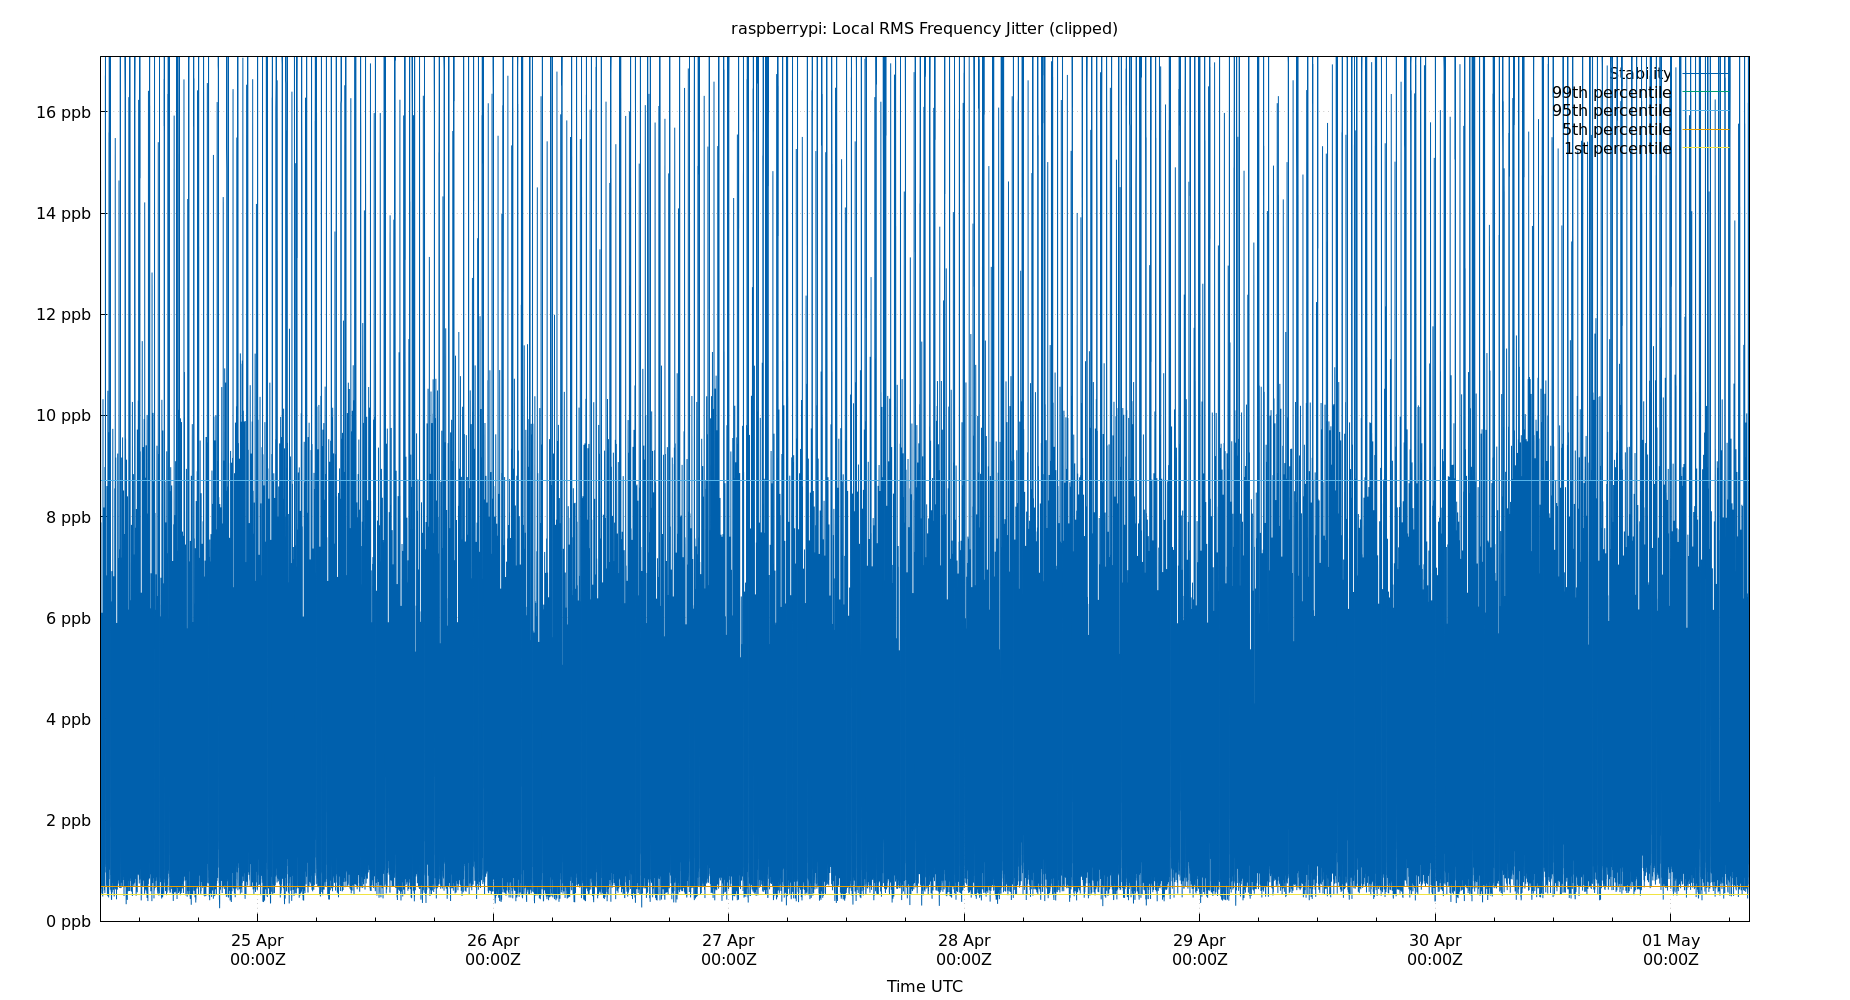 raspberrypi: Local RMS Frequency Jitter (clipped)
Stability
99th percentile
95th percentile
5th percentile
1st percentile
16 ppb
14 ppb
12 ppb
10 ppb
8 ppb
6 ppb
4 ppb
2 ppb
0 ppb
25 Apr 26 Apr 27 Apr 28 Apr 29 Apr 30 Apr 01 May
00:00Z 00:00Z 00:00Z 00:00Z 00:00Z 00:00Z 00:00Z
Time UTC